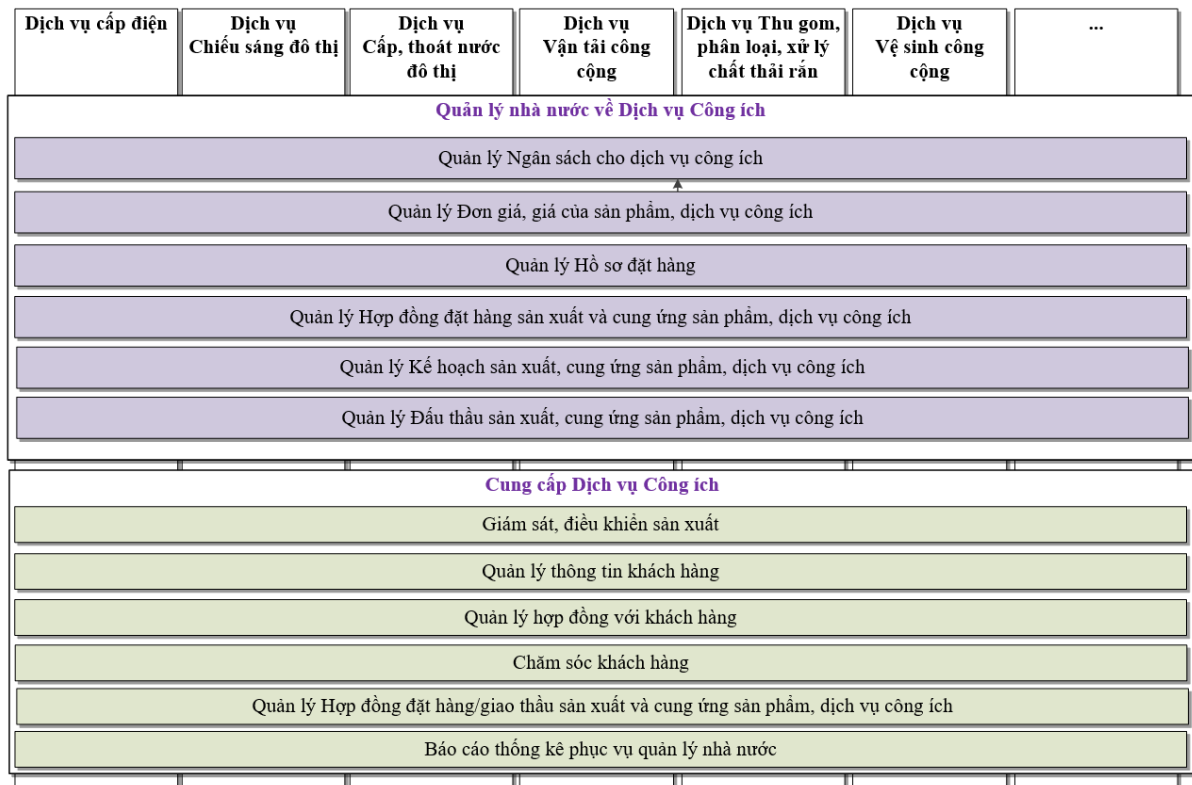 Dịch vụ cấp điện
Dịch vụ
Chiếu sáng đô thị
Dịch vụ
Cấp, thoát nước
đô thị
Dịch vụ
Vận tải công
cộng
Dịch vụ Thu gom,
phân loại, xử lý
chất thải rắn
Dịch vụ
Vệ sinh công
cộng
...
Quản lý nhà nước về Dịch vụ Công ích
Quản lý Ngân sách cho dịch vụ công ích
Quản lý Đơn giá, giá của sản phẩm, dịch vụ công ích
Quản lý Hồ sơ đặt hàng
Quản lý Hợp đồng đặt hàng sản xuất và cung ứng sản phẩm, dịch vụ công ích
Quản lý Kế hoạch sản xuất, cung ứng sản phẩm, dịch vụ công ích
Quản lý Đấu thầu sản xuất, cung ứng sản phẩm, dịch vụ công ích
Cung cấp Dịch vụ Công ích
Giám sát, điều khiển sản xuất
Quản lý thông tin khách hàng
Quản lý hợp đồng với khách hàng
Chăm sóc khách hàng
Quản lý Hợp đồng đặt hàng/giao thầu sản xuất và cung ứng sản phẩm, dịch vụ công ích
Báo cáo thống kê phục vụ quản lý nhà nước